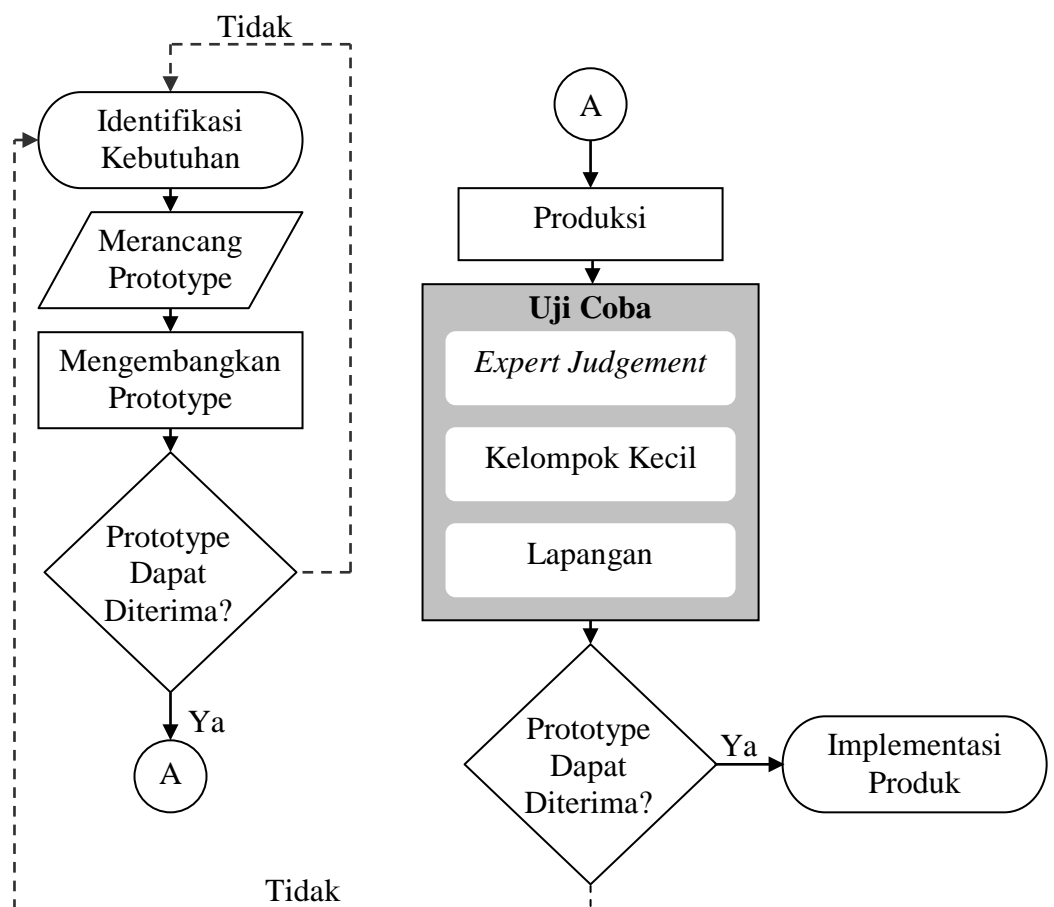 Tidak
Identifikasi
Kebutuhan
Merancang
Prototype
Mengembangkan
Prototype
Prototype
Dapat
Diterima?
Ya
A
A
Produksi
Uji Coba
Expert Judgement
Kelompok Kecil
Lapangan
Prototype
Dapat
Diterima?
Ya
Implementasi
Produk
Tidak